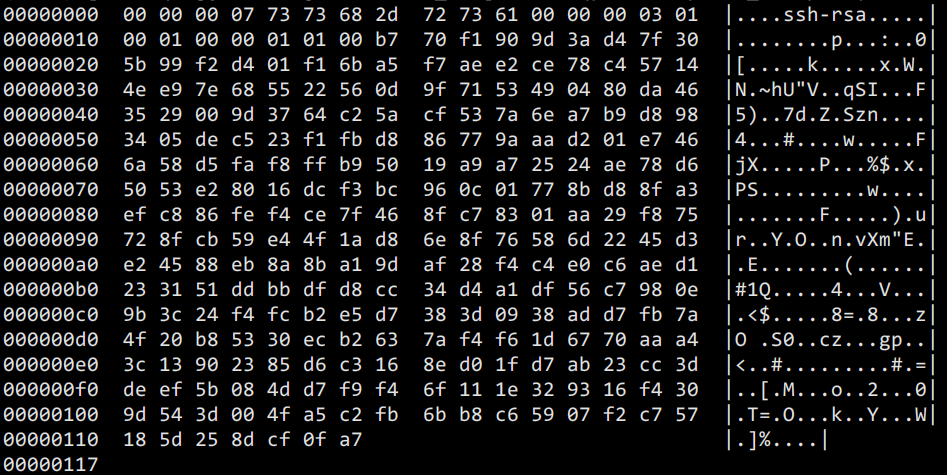 00000000  00 00 00 07 73 73 68 2d  72 73 61 00 00 00 03 01  |....ssh-rsa.....|
00000010  00 01 00 00 01 01 00 b7  70 f1 90 9d 3a d4 7f 30  |........p...:..0|
00000020  5b 99 f2 d4 01 f1 6b a5  f7 ae e2 ce 78 c4 57 14  |[.....k.....x.W.|
00000030  4e e9 7e 68 55 22 56 0d  9f 71 53 49 04 80 da 46  |N.~hU"V..qSI...F|
00000040  35 29 00 9d 37 64 c2 5a  cf 53 7a 6e a7 b9 d8 98  |5)..7d.Z.Szn....|
00000050  34 05 de c5 23 f1 fb d8  86 77 9a aa d2 01 e7 46  |4...#....w.....F|
00000060  6a 58 d5 fa f8 ff b9 50  19 a9 a7 25 24 ae 78 d6  |jX.....P...%$.x.|
00000070  50 53 e2 80 16 dc f3 bc  96 0c 01 77 8b d8 8f a3  |PS.........w....|
00000080  ef c8 86 fe f4 ce 7f 46  8f c7 83 01 aa 29 f8 75  |.......F.....).u|
00000090  72 8f cb 59 e4 4f 1a d8  6e 8f 76 58 6d 22 45 d3  |r..Y.O..n.vXm"E.|
000000a0  e2 45 88 eb 8a 8b a1 9d  af 28 f4 c4 e0 c6 ae d1  |.E.......(......|
000000b0  23 31 51 dd bb df d8 cc  34 d4 a1 df 56 c7 98 0e  |#1Q.....4...V...|
000000c0  9b 3c 24 f4 fc b2 e5 d7  38 3d 09 38 ad d7 fb 7a  |.<$.....8=.8...z|
000000d0  4f 20 b8 53 30 ec b2 63  7a f4 f6 1d 67 70 aa a4  |O .S0..cz...gp..|
000000e0  3c 13 90 23 85 d6 c3 16  8e d0 1f d7 ab 23 cc 3d  |<..#.........#.=|
000000f0  de ef 5b 08 4d d7 f9 f4  6f 11 1e 32 93 16 f4 30  |..[.M...o..2...0|
00000100  9d 54 3d 00 4f a5 c2 fb  6b b8 c6 59 07 f2 c7 57  |.T=.O...k..Y...W|
00000110  18 5d 25 8d cf 0f a7  |.]%....|
00000117